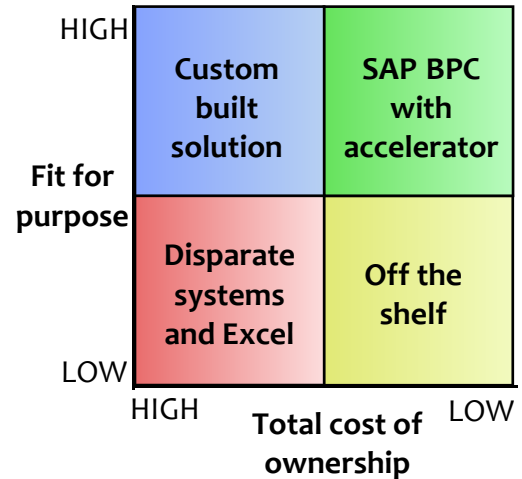 HIGH
Custom
built
solution
SAP BPC
with
accelerator
Fit for
purpose
Disparate
systems
and Excel
Off the
shelf
LOW
HIGH
LOW
Total cost of
ownership